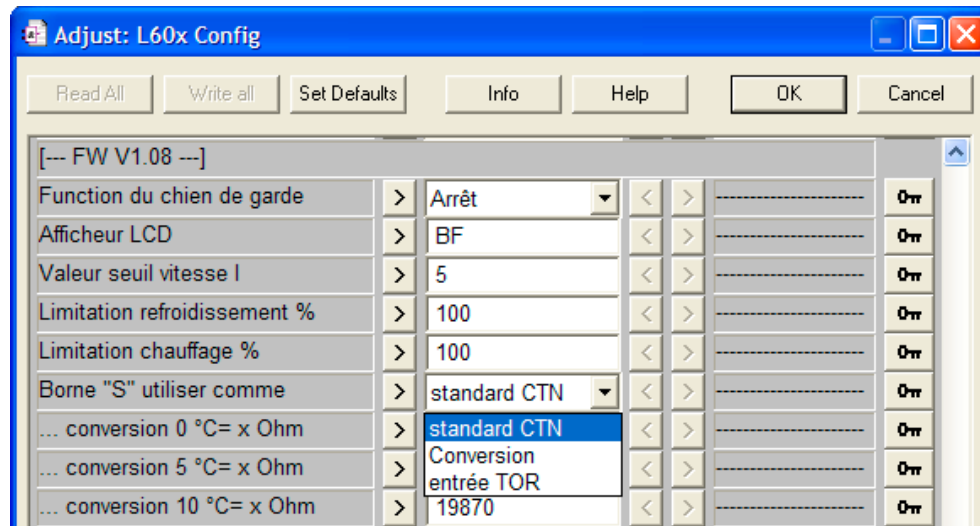 Adjust: L60x Config
Read All Write all Set Defaults Info Help OK Cancel
[--- FW V1.08 ---]
Function du chien de garde > Arrêt < > ----------------------
Afficheur LCD > BF < > ----------------------
Valeur seuil vitesse I > 5 < > ----------------------
Limitation refroidissement % > 100 < > ----------------------
Limitation chauffage % > 100 < > ----------------------
Borne "S" utiliser comme > standard CTN < > ----------------------
... conversion 0 °C= x Ohm > standard CTN < > ----------------------
Conversion
... conversion 5 °C= x Ohm > entrée TOR < > ----------------------
... conversion 10 °C= x Ohm > 19870 < > ----------------------